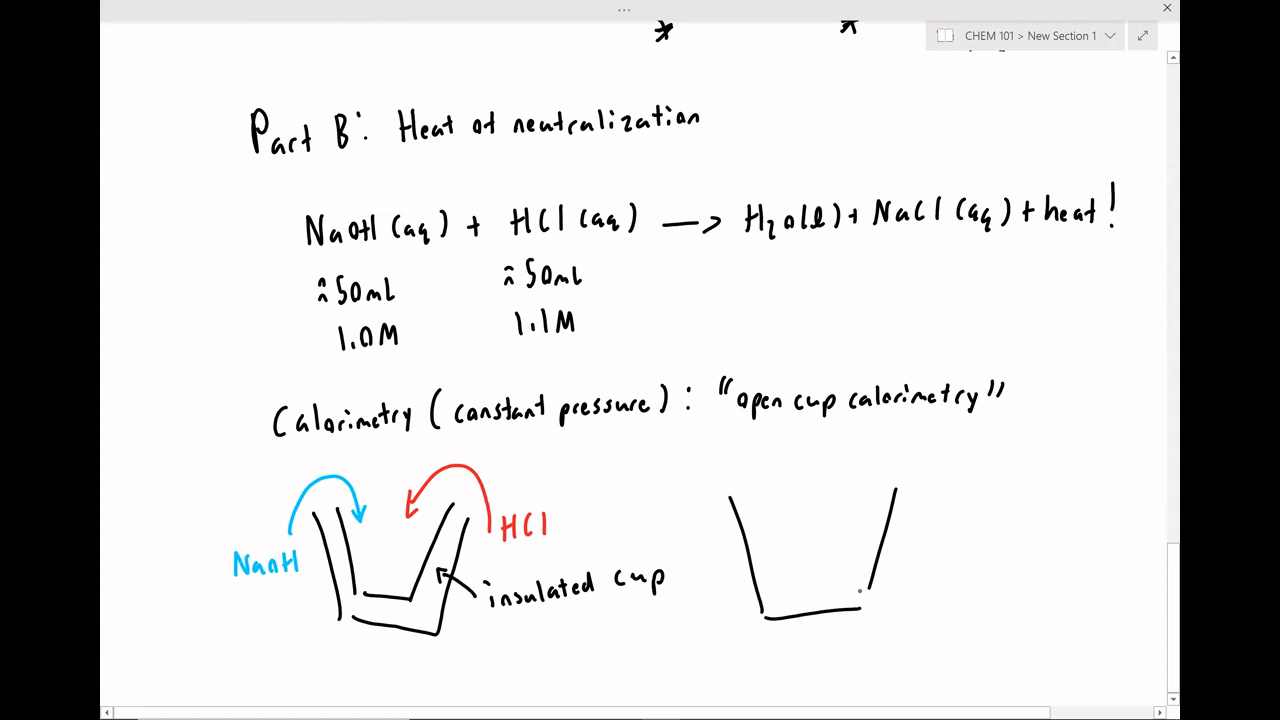 CHEM 101 > New Section 1
Part B: Heat of neutralization
NaOH (aq) + HCl (aq) → H₂O(l) + NaCl (aq) + heat!
≈50mL ≈50mL
1.0M 1.1M
Calorimetry (constant pressure): "open cup calorimetry"
HCl
NaOH
insulated cup